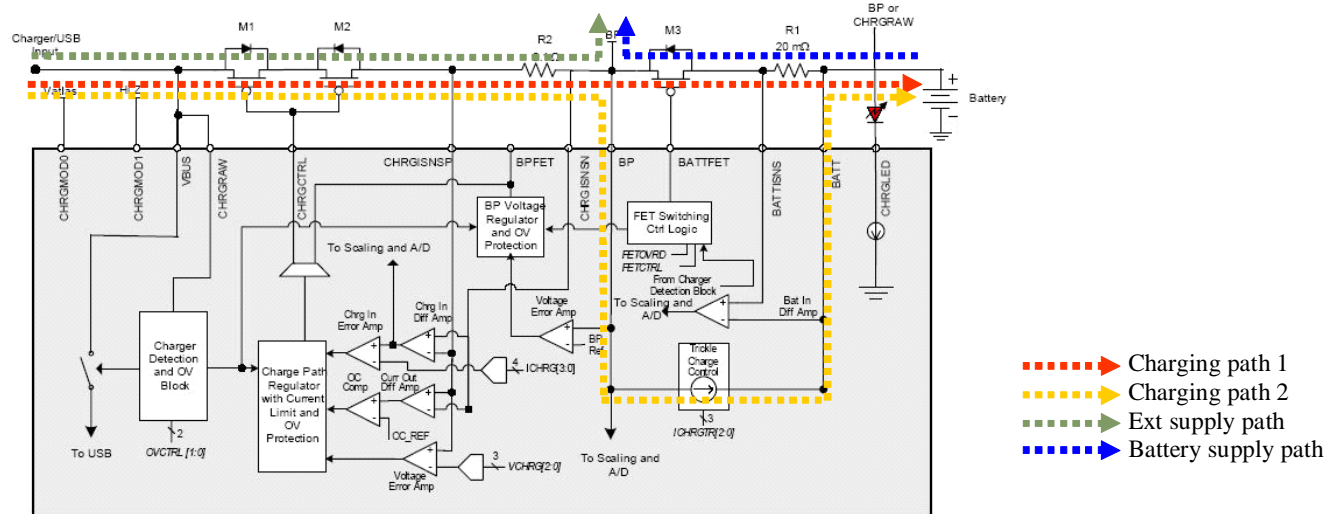 BP or
CHRGRAW
M1
M2
M3
R1
20 mΩ
R2
Charger/USB
Input
Battery
+
−
CHRGMOD0
CHRGMOD1
VBUS
CHRGRAW
CHRGCTRL
CHRGISNSP
BPFET
CHRGISNSN
BP
BATTFET
BATTISNS
BATT
CHRGLED
BP Voltage
Regulator
and OV
Protection
FET Switching
Ctrl Logic
FETOVRD
FETCTRL
From Charger
Detection Block
To Scaling and A/D
To Scaling and
A/D
Bat In
Diff Amp
Voltage
Error Amp
BP
Ref
Chrg In
Error Amp
Chrg In
Diff Amp
Trickle
Charge
Control
Charger
Detection
and OV
Block
Charge Path
Regulator
with Current
Limit and
OV
Protection
OC
Comp
Curr Out
Diff Amp
4
ICHRG[3:0]
CC_REF
3
ICHRGTR[2:0]
2
OVCTRL [1:0]
To USB
Voltage
Error Amp
3
VCHRG[2:0]
To Scaling and
A/D
Charging path 1
Charging path 2
Ext supply path
Battery supply path